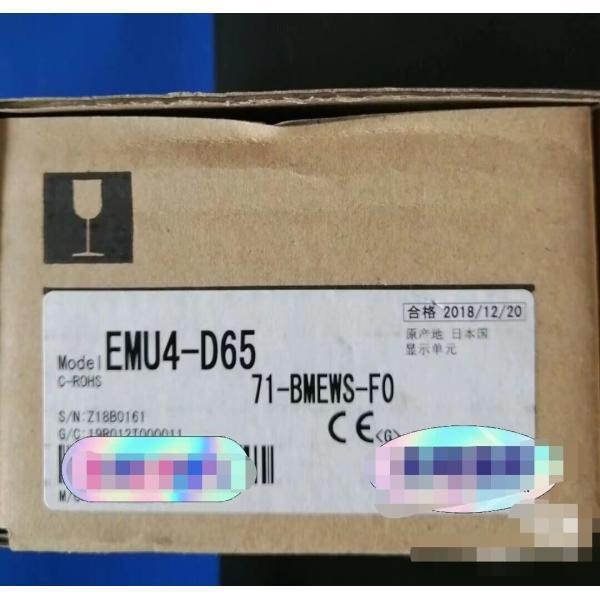 合格 2018/12/20
原产地 日本国
显示单元
Model EMU4-D65
C-ROHS
71-BMEWS-F0
S/N:Z18B0161
CE <G>
G/C:19R012T000011